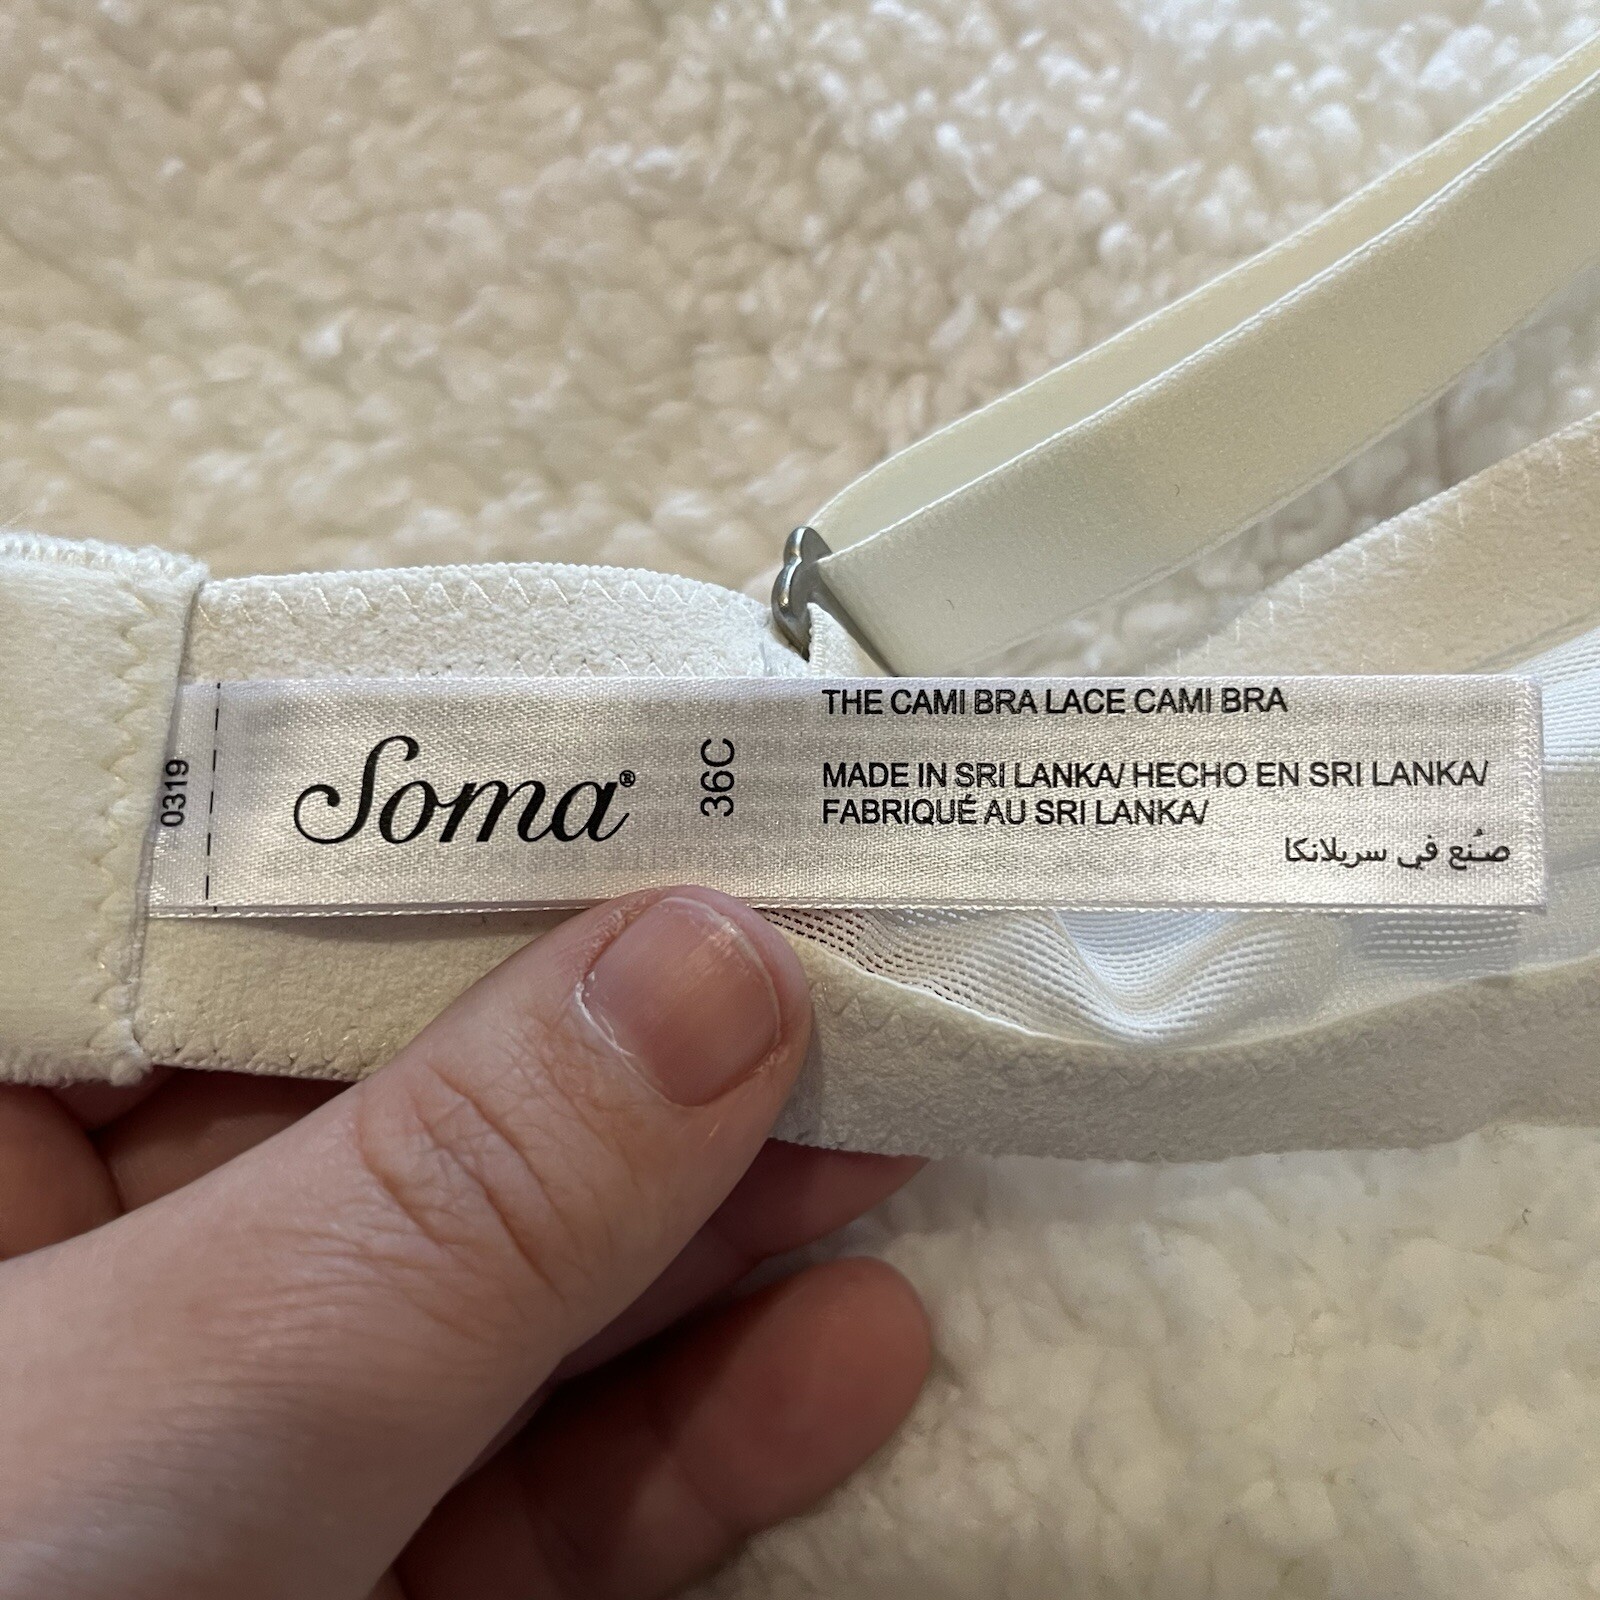 0319
Soma®
36C
THE CAMI BRA LACE CAMI BRA
MADE IN SRI LANKA/ HECHO EN SRI LANKA/
FABRIQUÉ AU SRI LANKA/
صُنع في سريلانكا